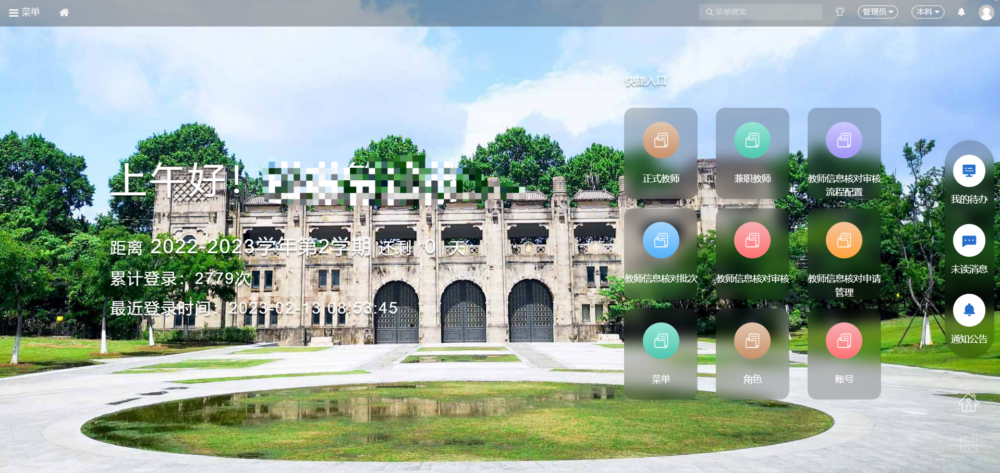 菜单
菜单搜索
管理员
本科
快捷入口
正式教师
兼职教师
教师信息核对审核
流程配置
上午好！
我的待办
距离 2022-2023学年第2学期 还剩 0 天
教师信息核对批次
教师信息核对审核
教师信息核对申请
管理
未读消息
累计登录：2779次
最近登录时间：2023-02-13 08:53:45
通知公告
菜单
角色
账号